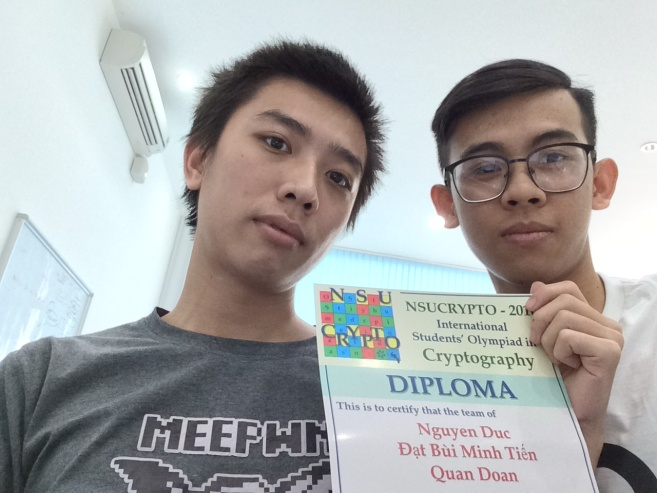 NSU
CRYPTO
NSUCRYPTO - 201
International
Students' Olympiad in
Cryptography
DIPLOMA
This is to certify that the team of
Nguyen Duc
Đạt Bùi Minh Tiến
Quan Doan
MEEPWN